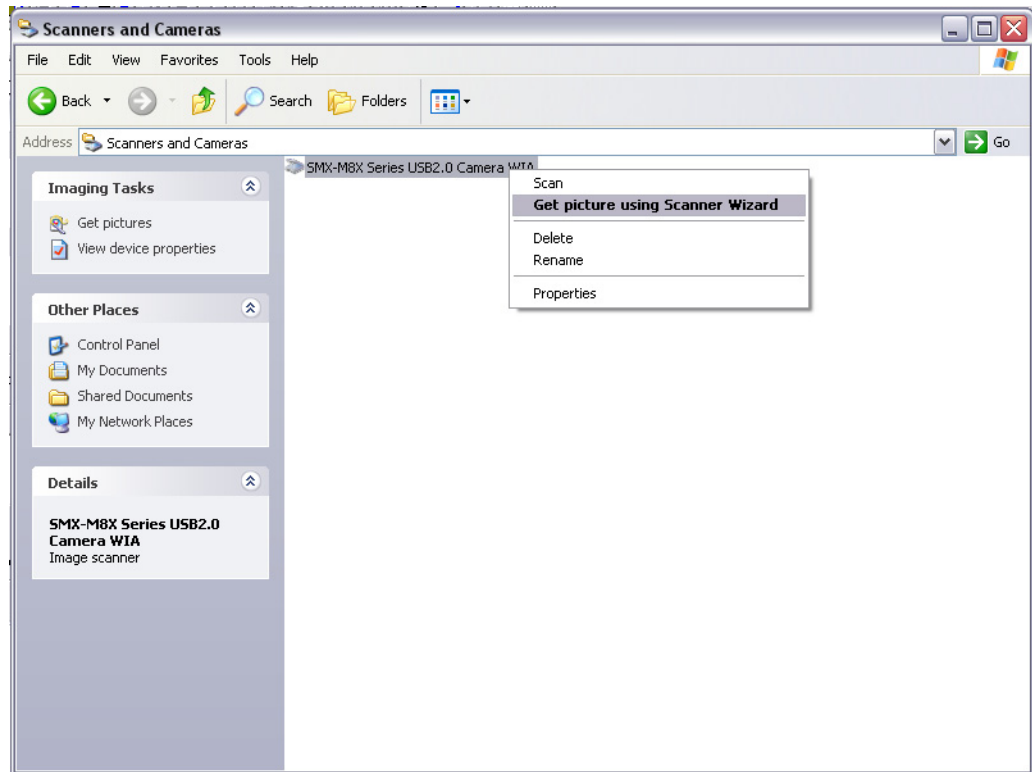 Scanners and Cameras
File Edit View Favorites Tools Help
Back Search Folders
Address Scanners and Cameras Go
SMX-M8X Series USB2.0 Camera WIA
Scan
Get picture using Scanner Wizard
Delete
Rename
Properties
Imaging Tasks
Get pictures
View device properties
Other Places
Control Panel
My Documents
Shared Documents
My Network Places
Details
SMX-M8X Series USB2.0
Camera WIA
Image scanner